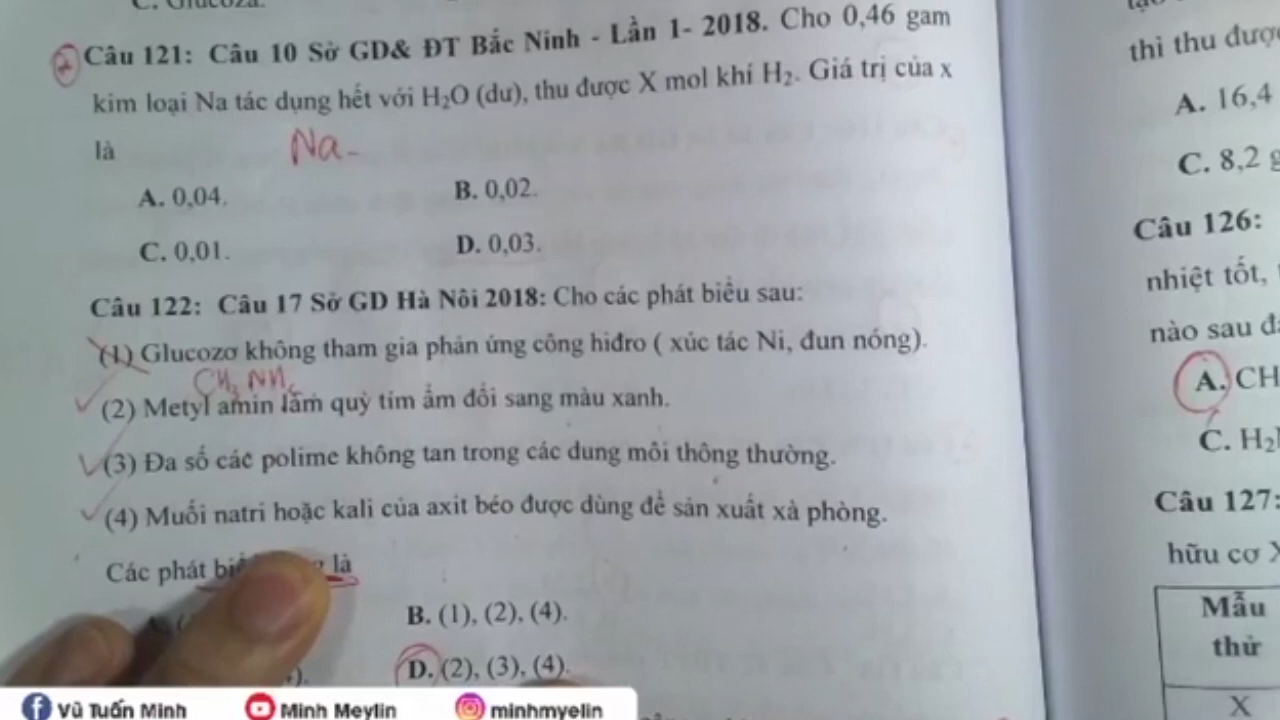 C. Glucoza.
Câu 121: Câu 10 Sở GD& ĐT Bắc Ninh - Lần 1- 2018. Cho 0,46 gam
kim loại Na tác dụng hết với H₂O (dư), thu được X mol khí H₂. Giá trị của x
là
Na-
A. 0,04.
B. 0,02.
C. 0,01.
D. 0,03.
Câu 122: Câu 17 Sở GD Hà Nôi 2018: Cho các phát biểu sau:
(1) Glucozơ không tham gia phản ứng công hiđro ( xúc tác Ni, đun nóng).
CH₃NH₂
(2) Metyl amin làm quỳ tím ẩm đổi sang màu xanh.
(3) Đa số các polime không tan trong các dung môi thông thường.
(4) Muối natri hoặc kali của axit béo được dùng để sản xuất xà phòng.
Các phát là
B. (1), (2), (4).
D. (2), (3), (4).
thì thu
A. 16,4
C. 8,2
Câu 126:
nhiệt tốt,
nào sau
A. CH
C.
Câu 127:
hữu cơ X
Mẫu
thử
X
Vũ Tuấn Minh
Minh Meylin
minhmyelin